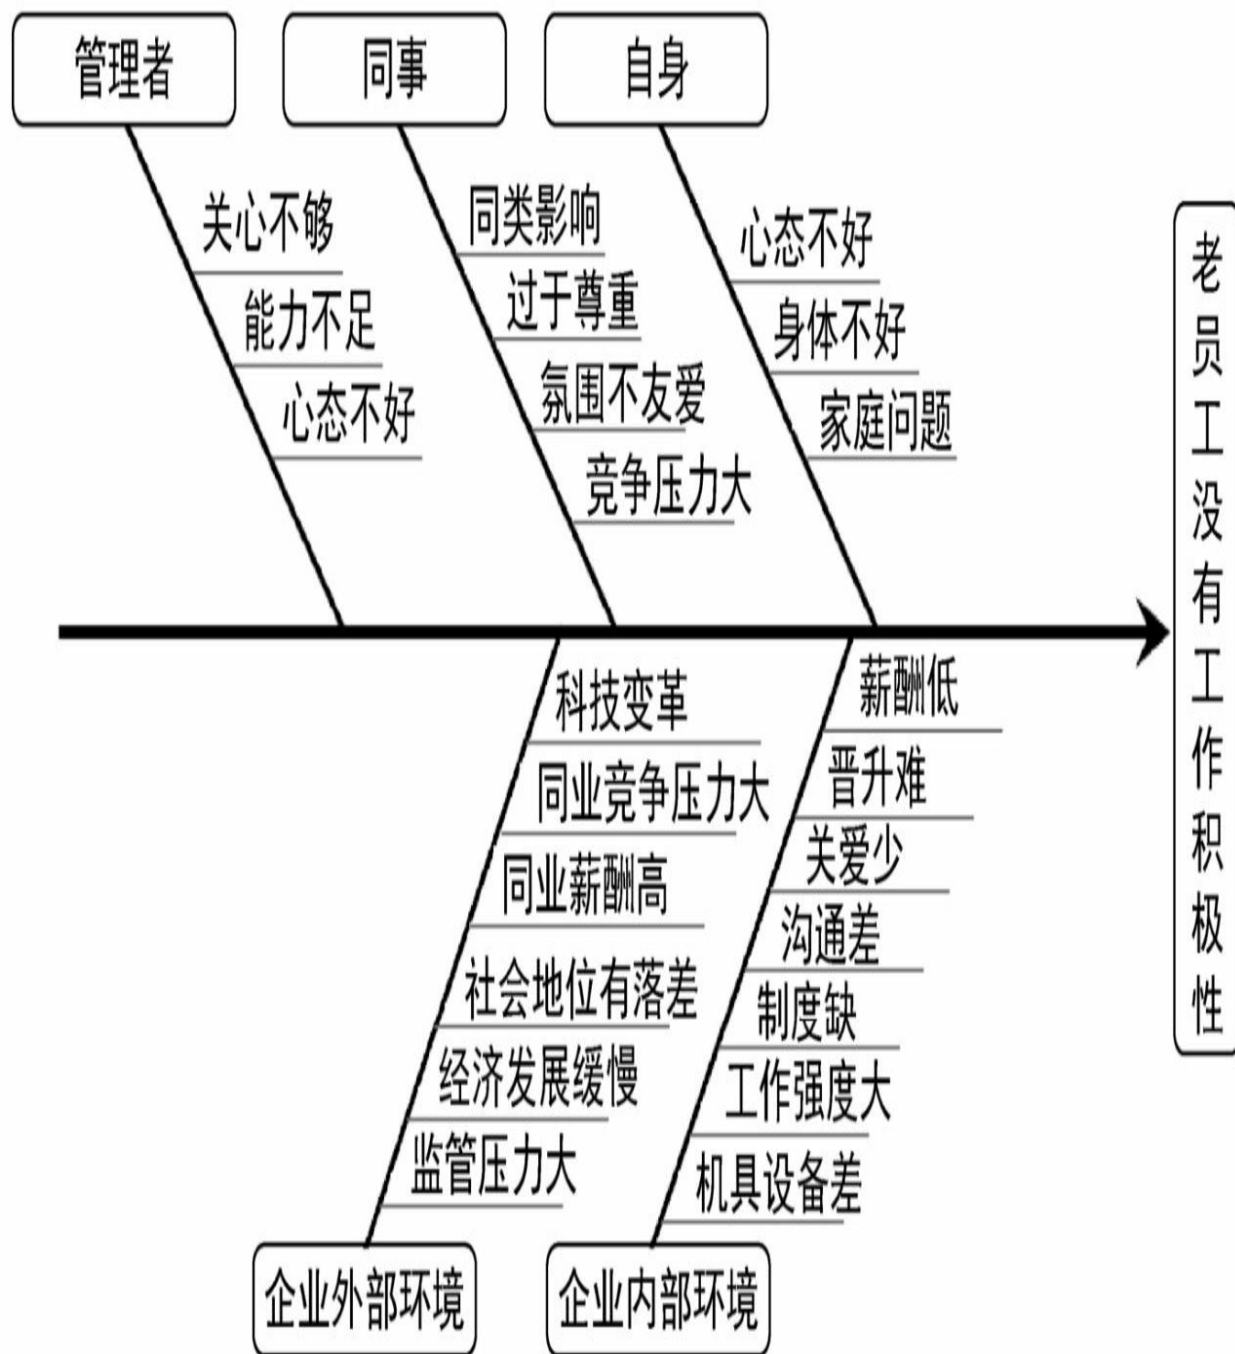 管理者
关心不够
能力不足
心态不好
同事
同类影响
过于尊重
氛围不友爱
竞争压力大
自身
心态不好
身体不好
家庭问题
科技变革
同业竞争压力大
同业薪酬高
社会地位有落差
经济发展缓慢
监管压力大
企业外部环境
薪酬低
晋升难
关爱少
沟通差
制度缺
工作强度大
机具设备差
企业内部环境
老员工没有工作积极性